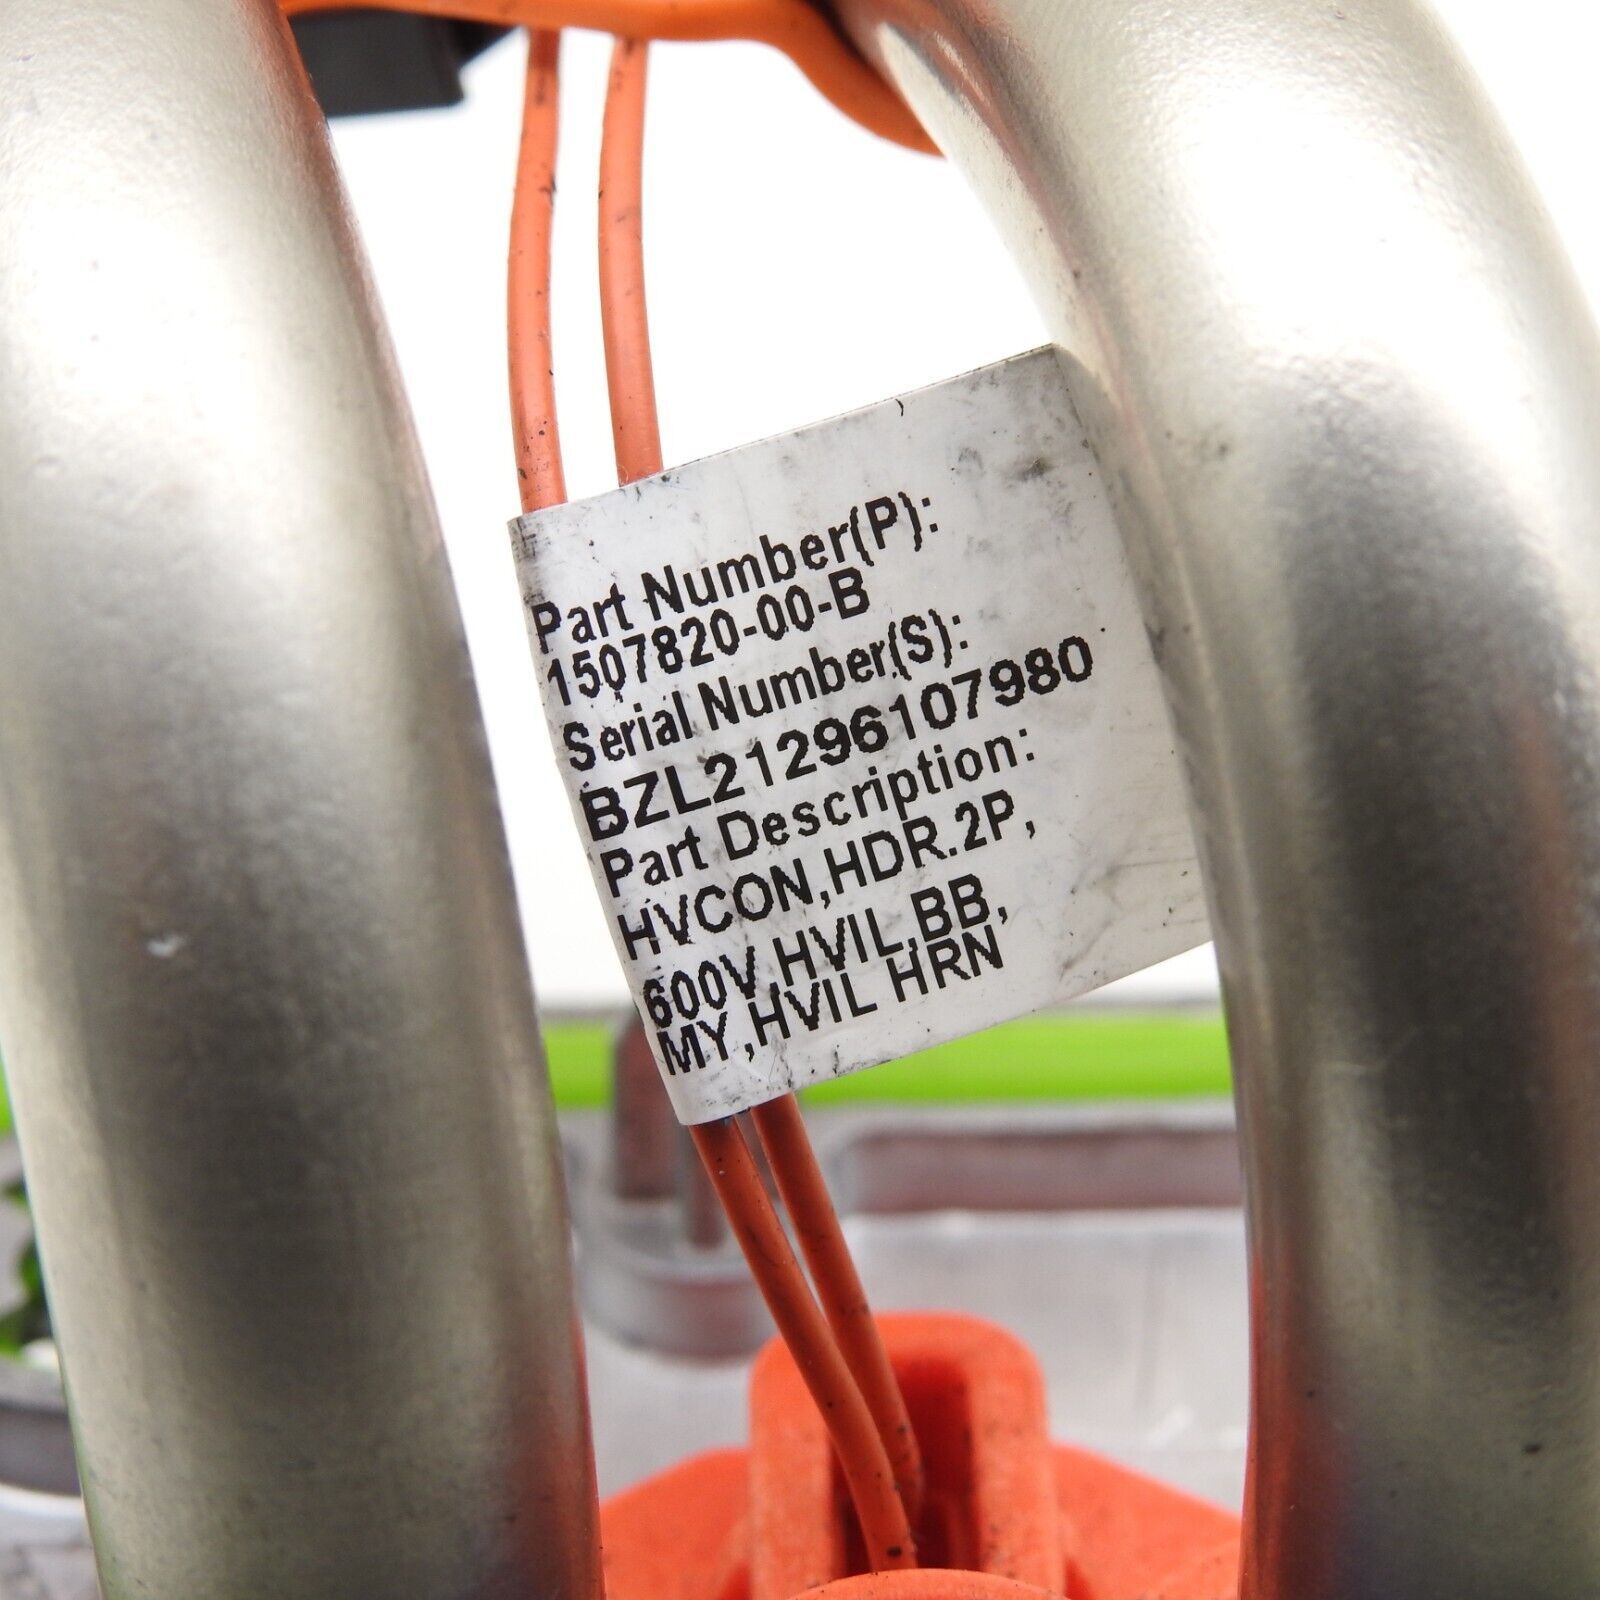 Part Number(P):
1507820-00-B
Serial Number(S):
BZL21296107980
Part Description:
HVCON,HDR.2P,
600V,HVIL,BB,
MY,HVIL HRN